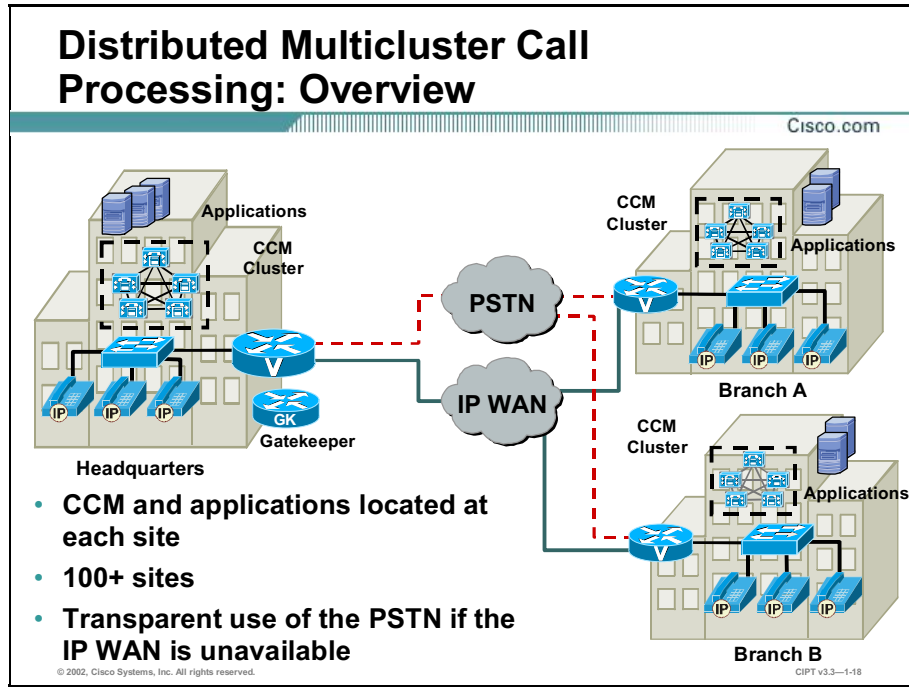 Distributed Multicluster Call
Processing: Overview
Cisco.com
Applications
CCM
Cluster
V
GK
Gatekeeper
IP
IP
IP
Headquarters
PSTN
IP WAN
CCM
Cluster
Applications
V
IP
IP
IP
Branch A
CCM
Cluster
Applications
V
IP
IP
IP
Branch B
• CCM and applications located at
each site
• 100+ sites
• Transparent use of the PSTN if the
IP WAN is unavailable
© 2002, Cisco Systems, Inc. All rights reserved.
CIPT v3.3—1-18